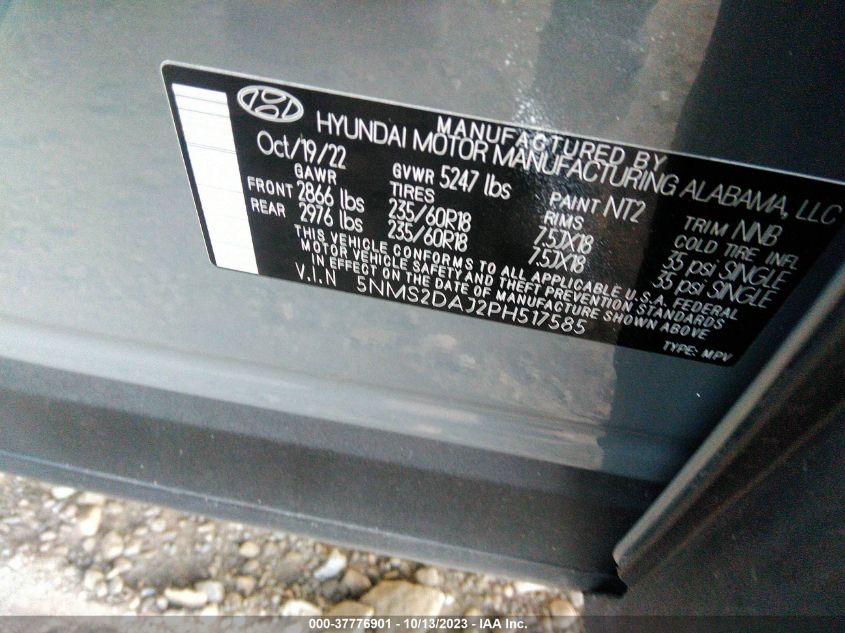 MANUFACTURED BY
HYUNDAI MOTOR MANUFACTURING ALABAMA, LLC
Oct/19/22
GVWR 5247 lbs
PAINT NT2
TRIM NNB
GAWR
TIRES
RIMS
COLD TIRE INFL
FRONT 2866 lbs 235/60R18 7.5JX18 35 psi SINGLE
REAR 2976 lbs 235/60R18 7.5JX18 35 psi SINGLE
THIS VEHICLE CONFORMS TO ALL APPLICABLE U.S.A. FEDERAL
MOTOR VEHICLE SAFETY AND THEFT PREVENTION STANDARDS
IN EFFECT ON THE DATE OF MANUFACTURE SHOWN ABOVE
V.I.N 5NMS2DAJ2PH517585
TYPE: MPV
000-37776901 - 10/13/2023 - IAA Inc.